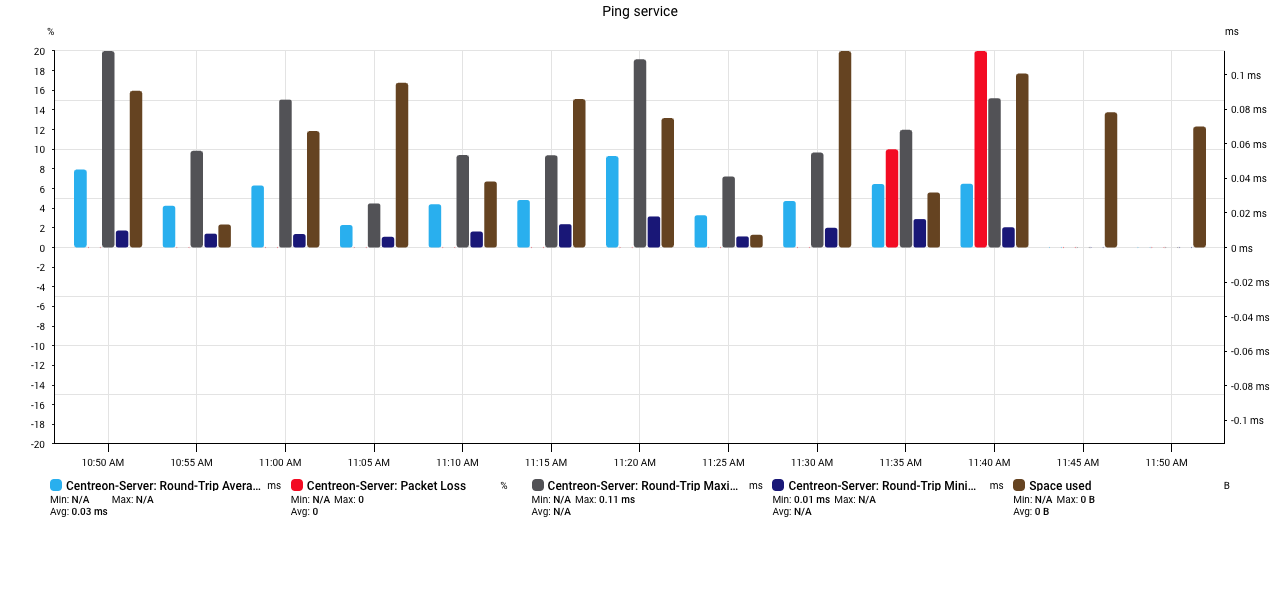 Ping service
% ms
20
18
16
14
12
10
8
6
4
2
0
-2
-4
-6
-8
-10
-12
-14
-16
-18
-20
0.1 ms
0.08 ms
0.06 ms
0.04 ms
0.02 ms
0 ms
-0.02 ms
-0.04 ms
-0.06 ms
-0.08 ms
-0.1 ms
10:50 AM 10:55 AM 11:00 AM 11:05 AM 11:10 AM 11:15 AM 11:20 AM 11:25 AM 11:30 AM 11:35 AM 11:40 AM 11:45 AM 11:50 AM
Centreon-Server: Round-Trip Avera... ms
Min: N/A Max: N/A
Avg: 0.03 ms
Centreon-Server: Packet Loss %
Min: N/A Max: 0
Avg: 0
Centreon-Server: Round-Trip Maxi... ms
Min: N/A Max: 0.11 ms
Avg: N/A
Centreon-Server: Round-Trip Mini... ms
Min: 0.01 ms Max: N/A
Avg: N/A
Space used B
Min: N/A Max: 0 B
Avg: 0 B